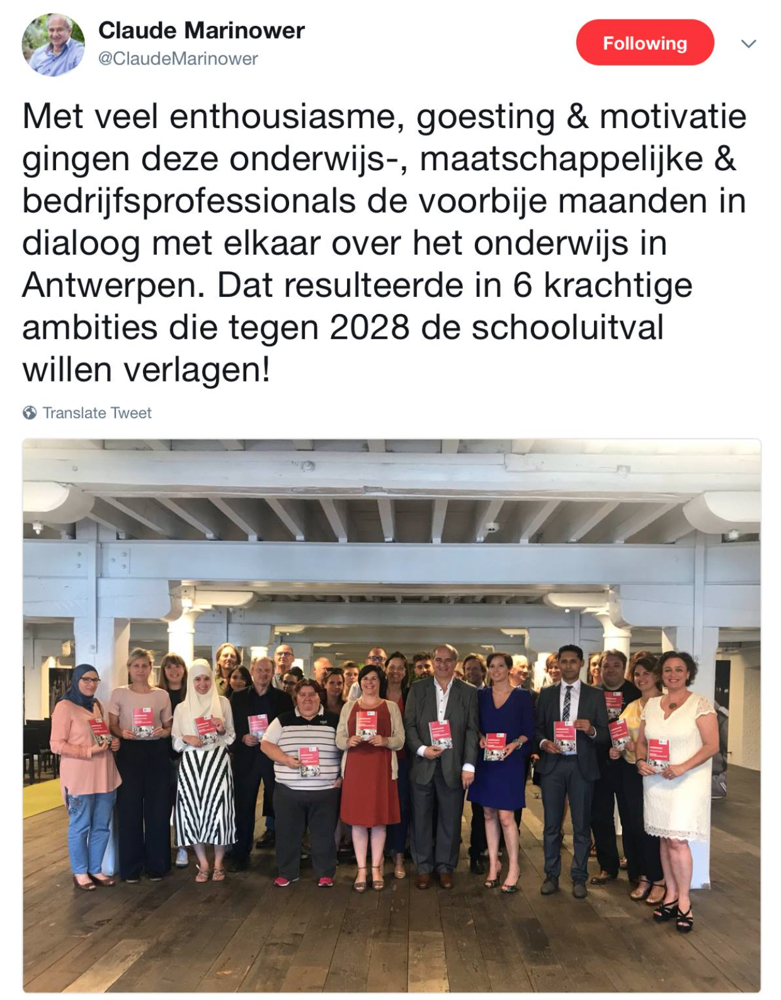 Claude Marinower
@ClaudeMarinower
Following
Met veel enthousiasme, goesting & motivatie
gingen deze onderwijs-, maatschappelijke &
bedrijfsprofessionals de voorbije maanden in
dialoog met elkaar over het onderwijs in
Antwerpen. Dat resulteerde in 6 krachtige
ambities die tegen 2028 de schooluitval
willen verlagen!
Translate Tweet